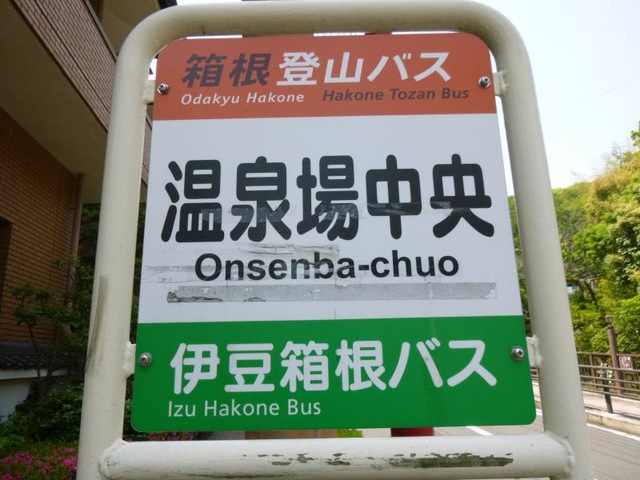 箱根登山バス
Odakyu Hakone Hakone Tozan Bus
温泉場中央
Onsenba-chuo
伊豆箱根バス
Izu Hakone Bus